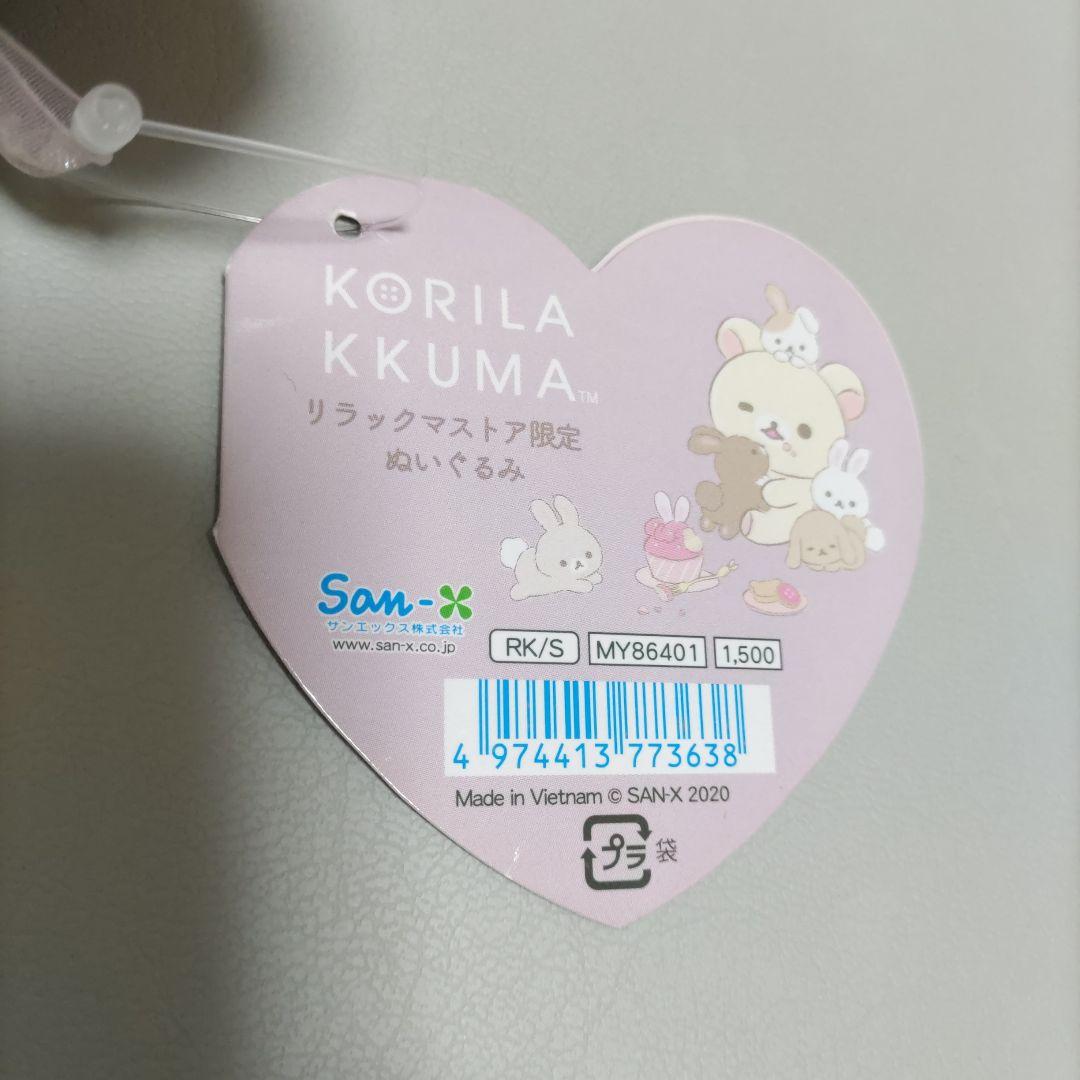 KORILA
KKUMA™
リラックマストア限定
ぬいぐるみ
San-X
サンエックス株式会社
www.san-x.co.jp
RK/S MY86401 1,500
4 974413 773638
Made in Vietnam © SAN-X 2020
プラ 袋